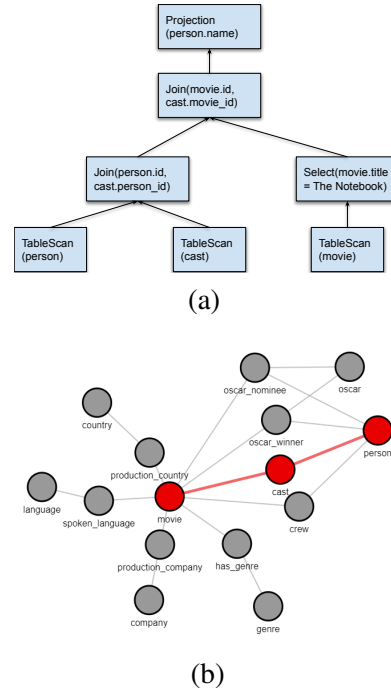 Projection
(person.name)
Join(movie.id,
cast.movie_id)
Join(person.id,
cast.person_id)
Select(movie.title
= The Notebook)
TableScan
(person)
TableScan
(cast)
TableScan
(movie)
(a)
oscar_nominee
oscar
country
oscar_winner
person
production_country
cast
language
spoken_language
movie
crew
production_company
has_genre
company
genre
(b)